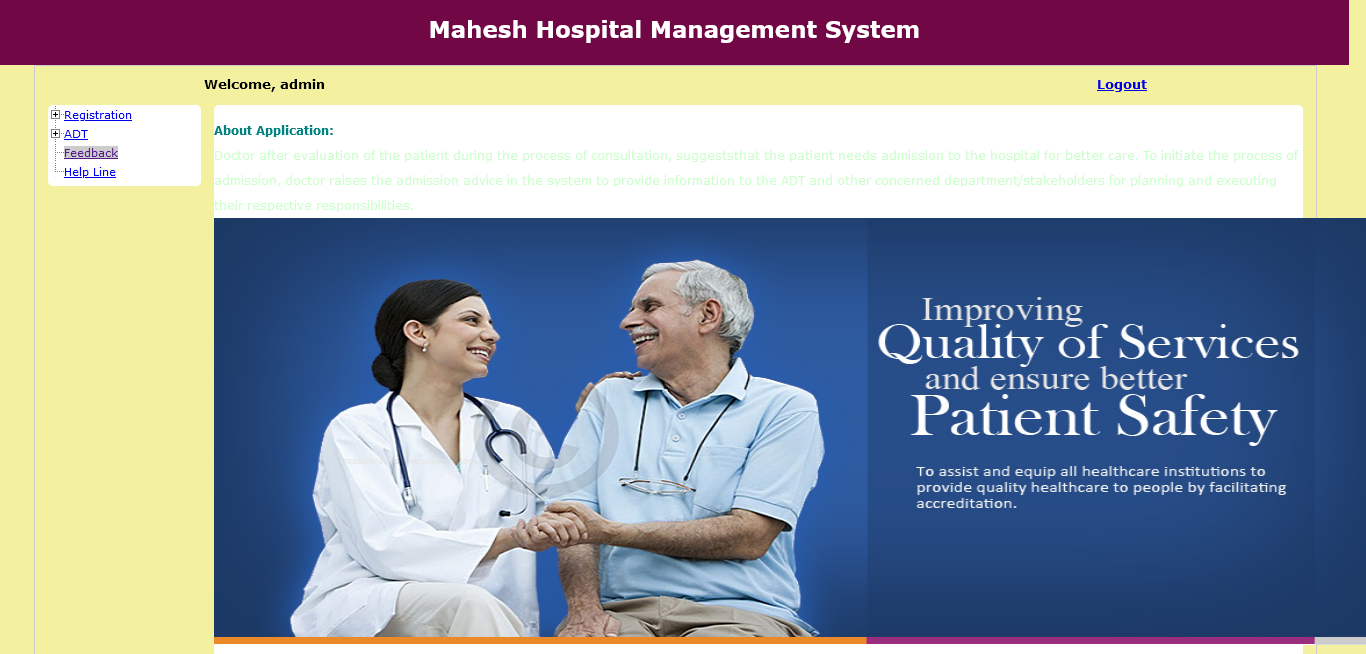 Mahesh Hospital Management System
Welcome, admin
Logout
Registration
ADT
Feedback
Help Line
About Application:
Doctor after evaluation of the patient during the process of consultation, suggeststhat the patient needs admission to the hospital for better care. To initiate the process of
admission, doctor raises the admission advice in the system to provide information to the ADT and other concerned department/stakeholders for planning and executing
their respective responsibilities.
Improving
Quality of Services
and ensure better
Patient Safety
To assist and equip all healthcare institutions to
provide quality healthcare to people by facilitating
accreditation.